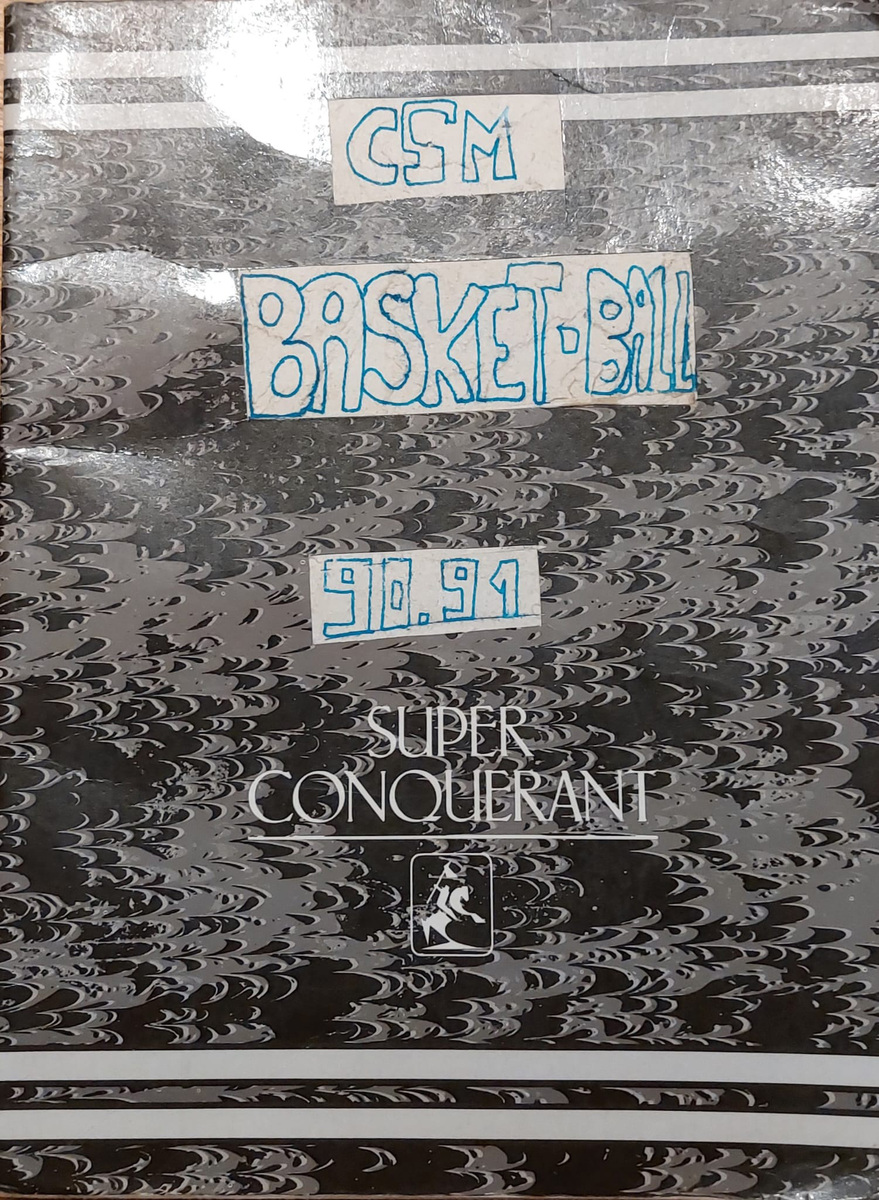 CSM
BASKET-BALL
90.91
SUPER
CONQUERANT